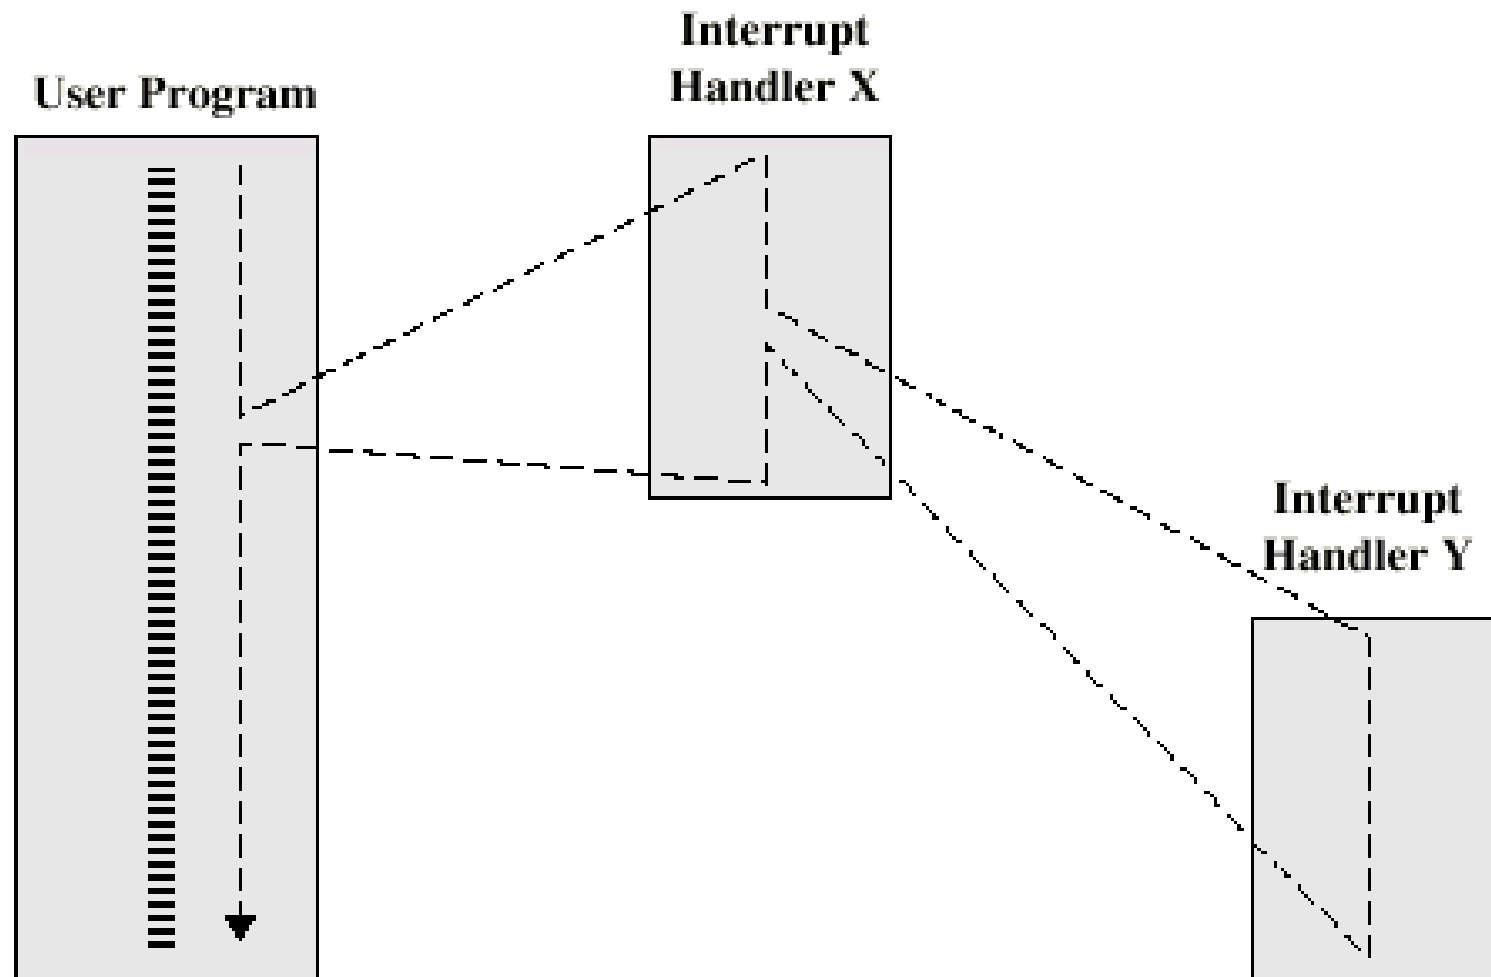 User Program
Interrupt
Handler X
Interrupt
Handler Y